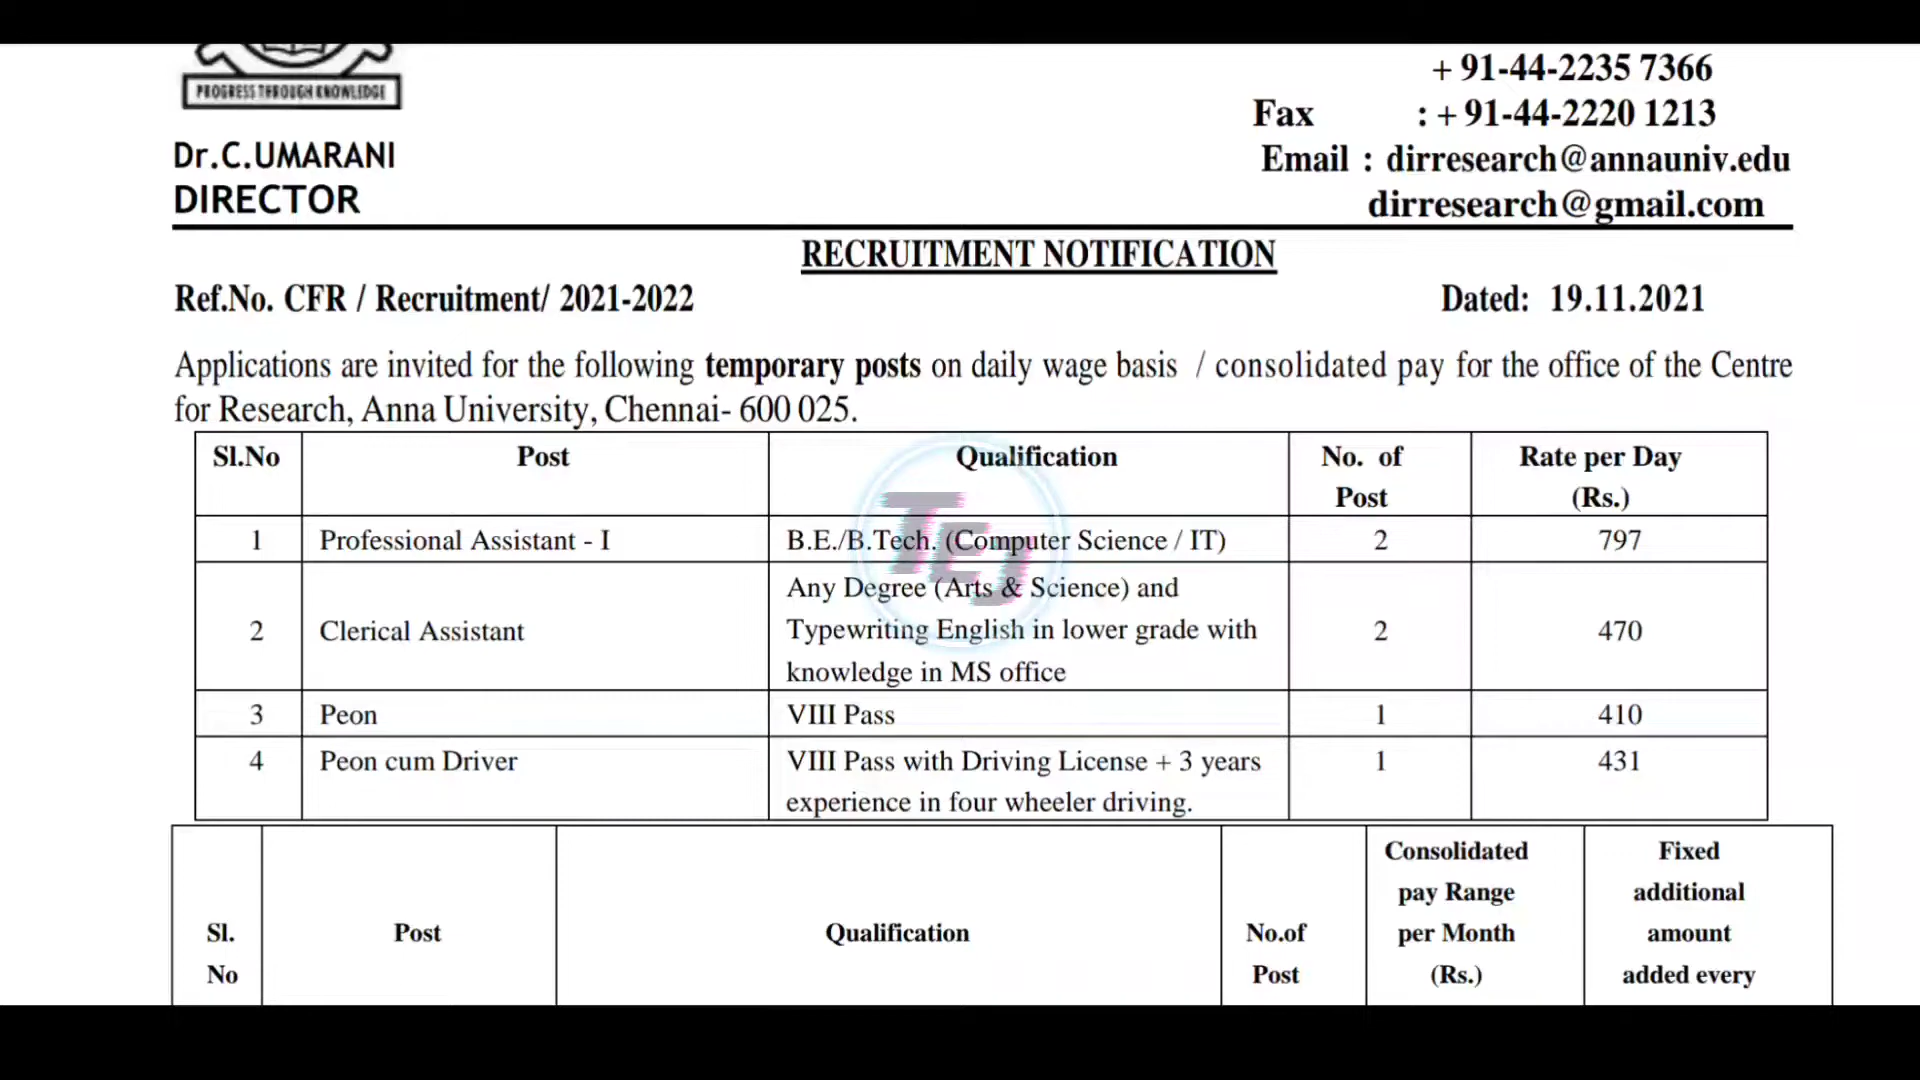 PROGRESS THROUGH KNOWLEDGE
+ 91-44-2235 7366
Fax : + 91-44-2220 1213
Email : dirresearch@annauniv.edu
dirresearch@gmail.com
Dr.C.UMARANI
DIRECTOR
RECRUITMENT NOTIFICATION
Ref.No. CFR / Recruitment/ 2021-2022 Dated: 19.11.2021
Applications are invited for the following temporary posts on daily wage basis / consolidated pay for the office of the Centre
for Research, Anna University, Chennai- 600 025.
Sl.No Post Qualification No. of Post Rate per Day (Rs.)
1 Professional Assistant - I B.E./B.Tech. (Computer Science / IT) 2 797
2 Clerical Assistant Any Degree (Arts & Science) and
Typewriting English in lower grade with
knowledge in MS office 2 470
3 Peon VIII Pass 1 410
4 Peon cum Driver VIII Pass with Driving License + 3 years
experience in four wheeler driving. 1 431
Sl. No Post Qualification No.of Post Consolidated pay Range per Month (Rs.) Fixed additional amount added every
TEJ